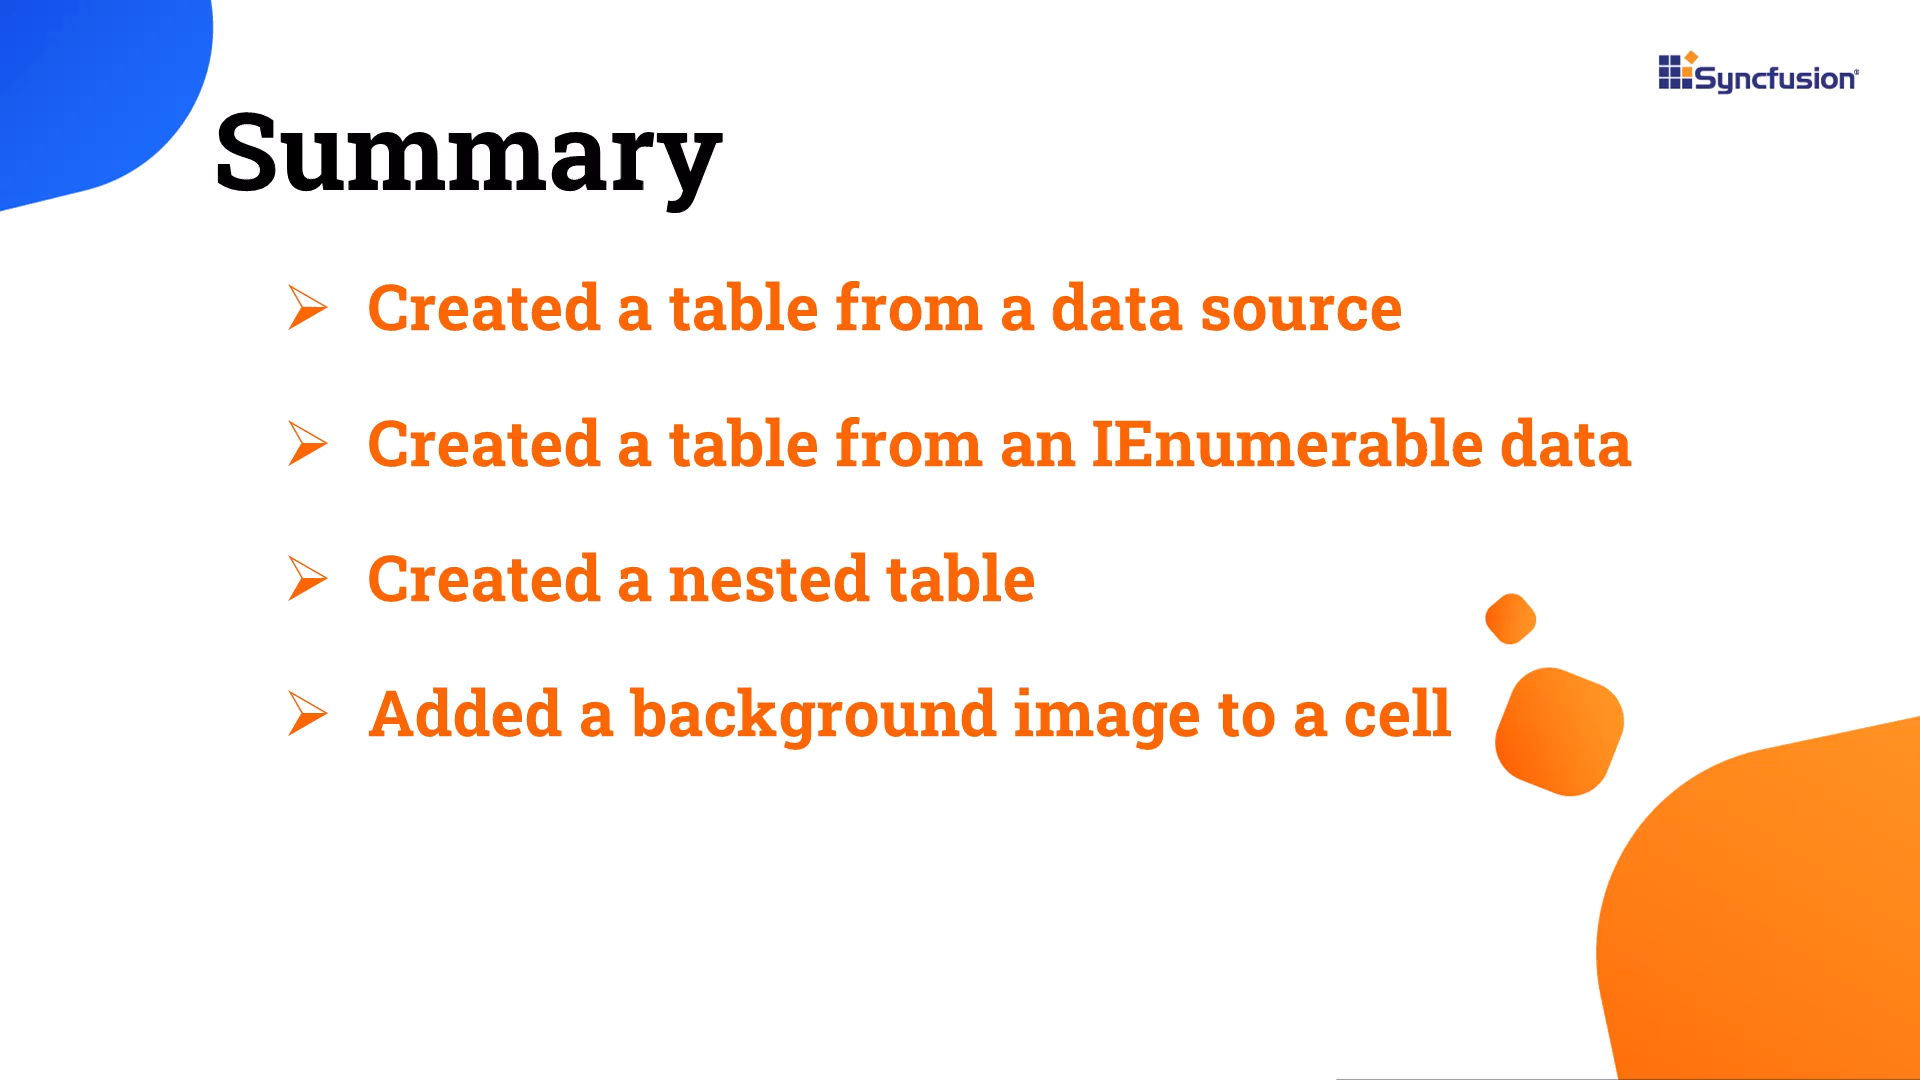 Syncfusion®
Summary
➢ Created a table from a data source
➢ Created a table from an IEnumerable data
➢ Created a nested table
➢ Added a background image to a cell